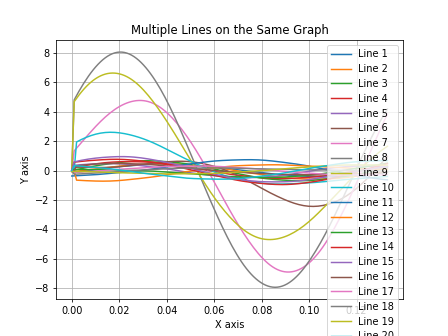 Multiple Lines on the Same Graph
8
6
4
2
0
−2
−4
−6
−8
Y axis
0.00
0.02
0.04
0.06
0.08
0.10
X axis
Line 1
Line 2
Line 3
Line 4
Line 5
Line 6
Line 7
Line 8
Line 9
Line 10
Line 11
Line 12
Line 13
Line 14
Line 15
Line 16
Line 17
Line 18
Line 19
Line 20